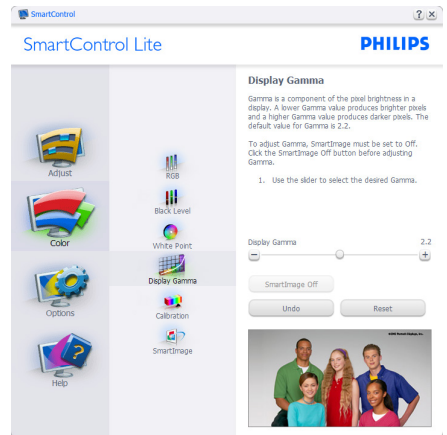 SmartControl
? ×
SmartControl Lite
PHILIPS
Display Gamma
Gamma is a component of the pixel brightness in a
display. A lower Gamma value produces brighter pixels
and a higher Gamma value produces darker pixels. The
default value for Gamma is 2.2.
To adjust Gamma, SmartImage must be set to Off.
Click the SmartImage Off button before adjusting
Gamma.
1. Use the slider to select the desired Gamma.
Adjust
Color
Options
Help
RGB
Black Level
White Point
Display Gamma
Calibration
SmartImage
Display Gamma 2.2
SmartImage Off
Undo Reset